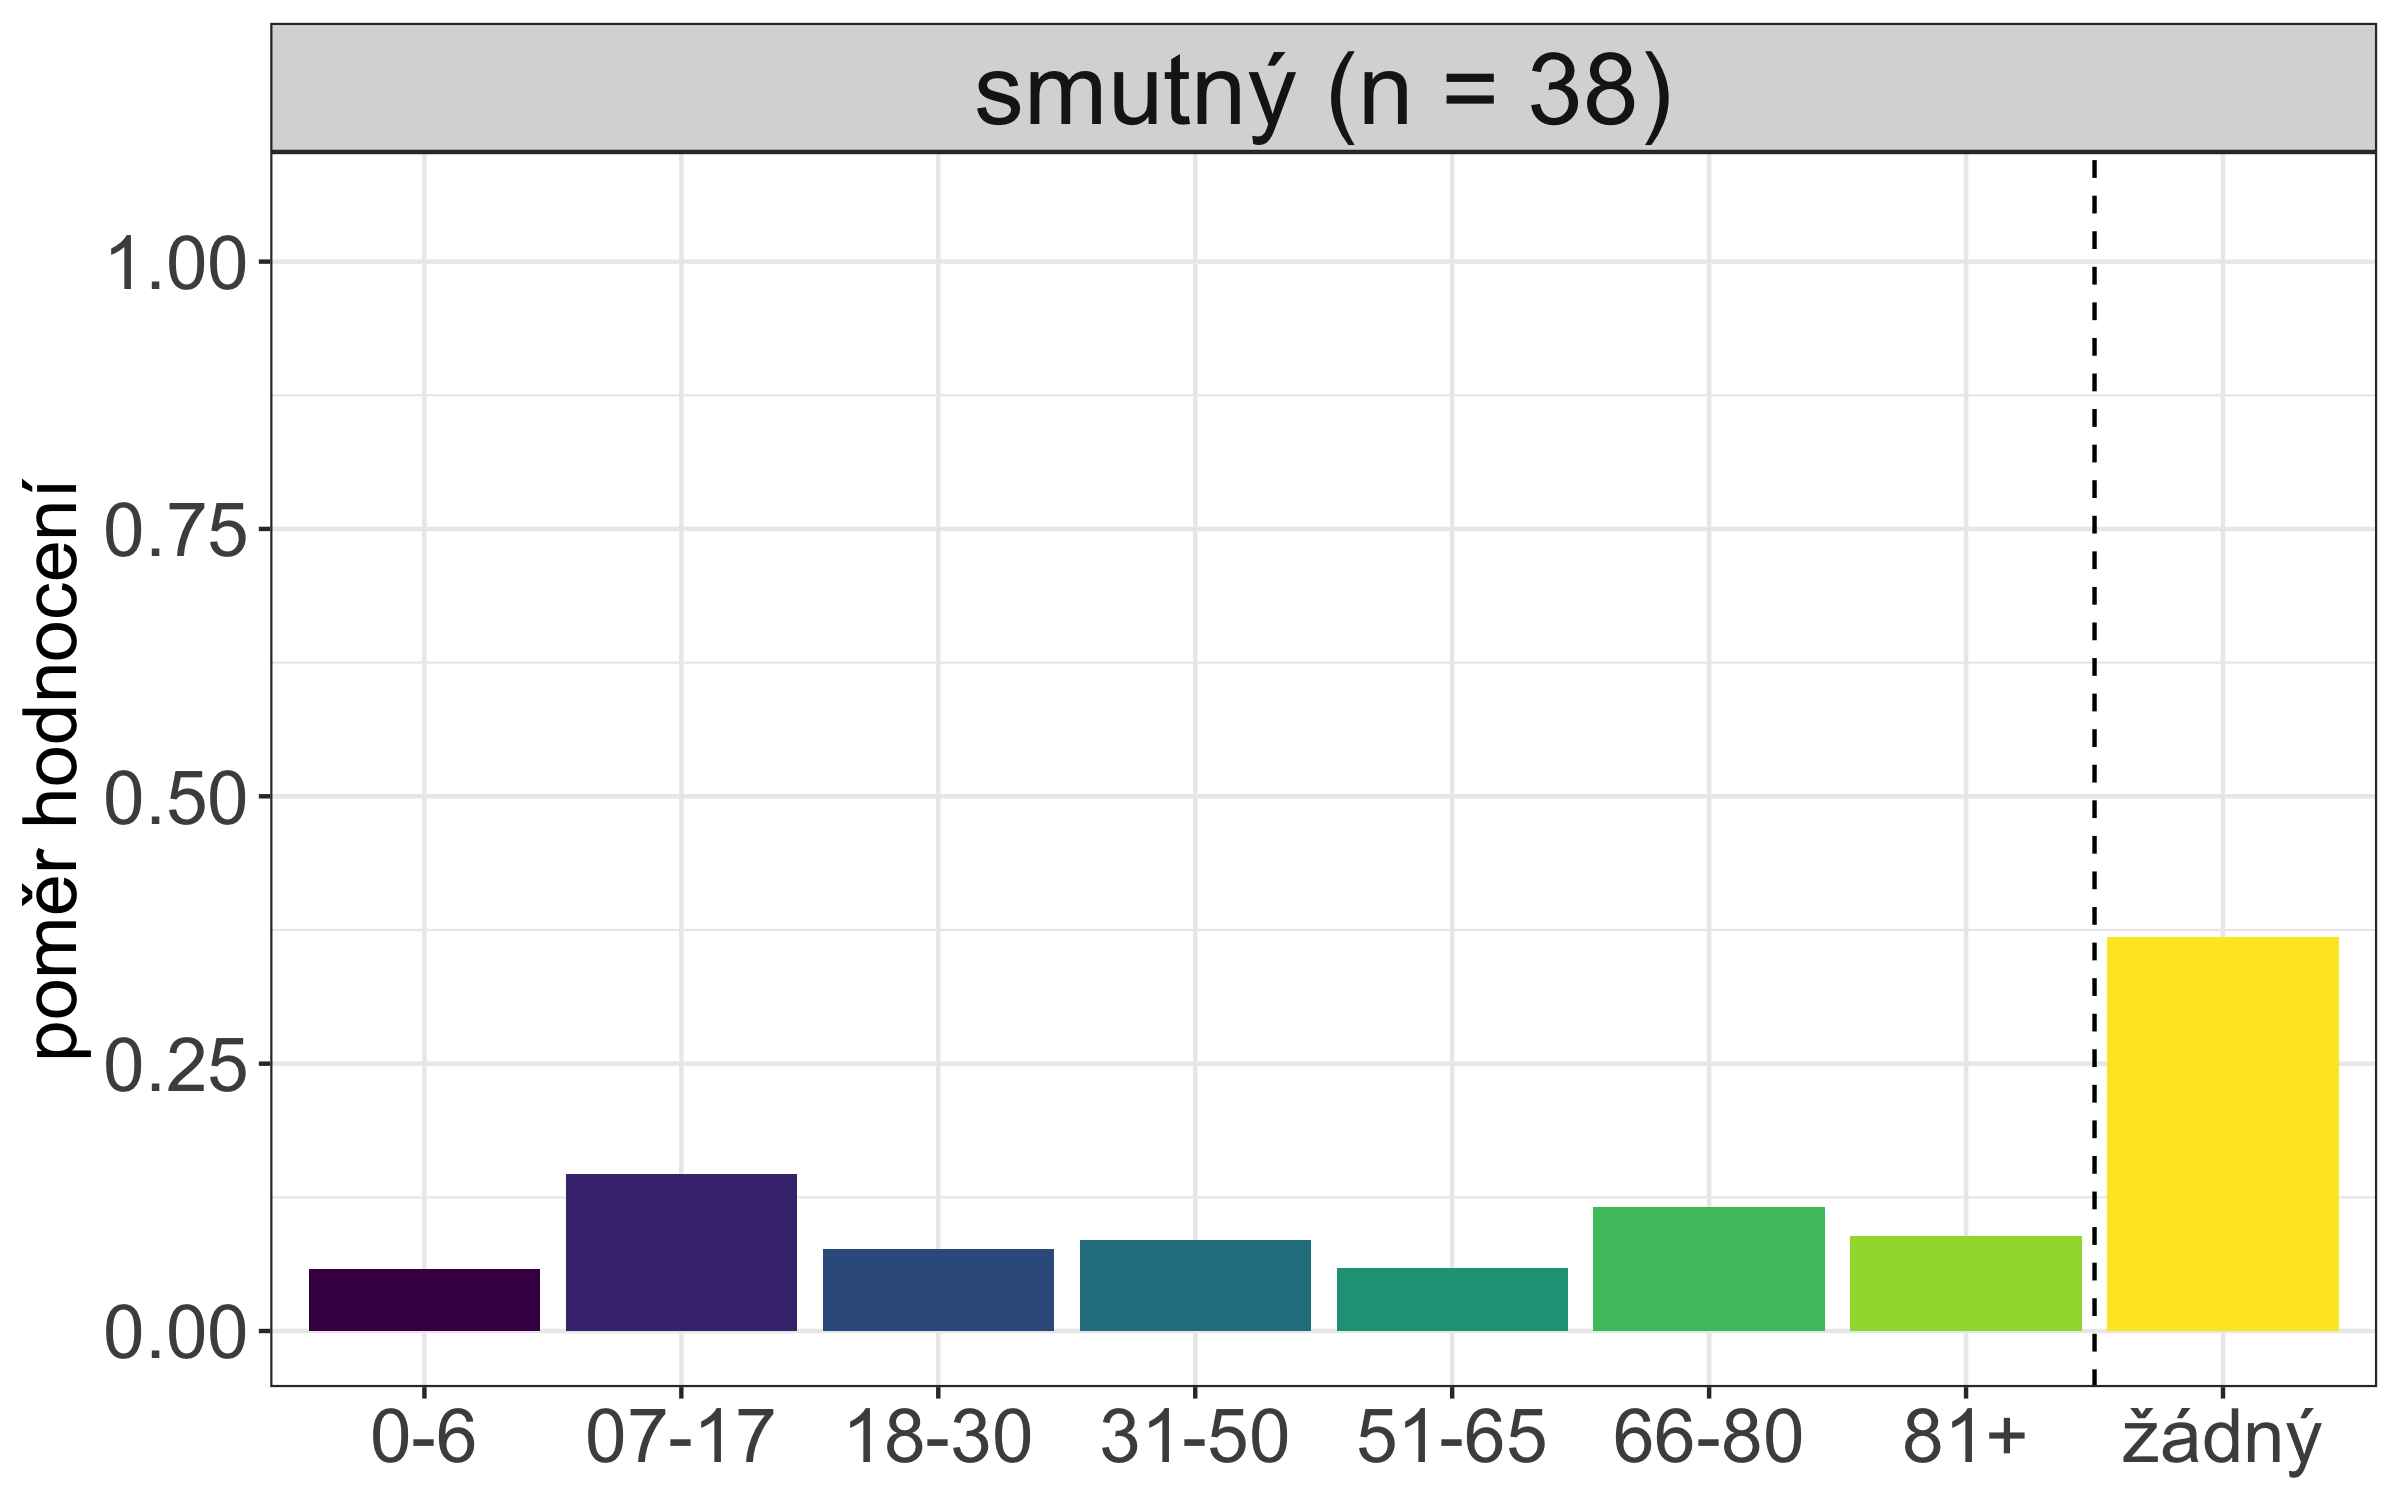 smutný (n = 38)
poměr hodnocení
1.00
0.75
0.50
0.25
0.00
0-6 07-17 18-30 31-50 51-65 66-80 81+ žádný